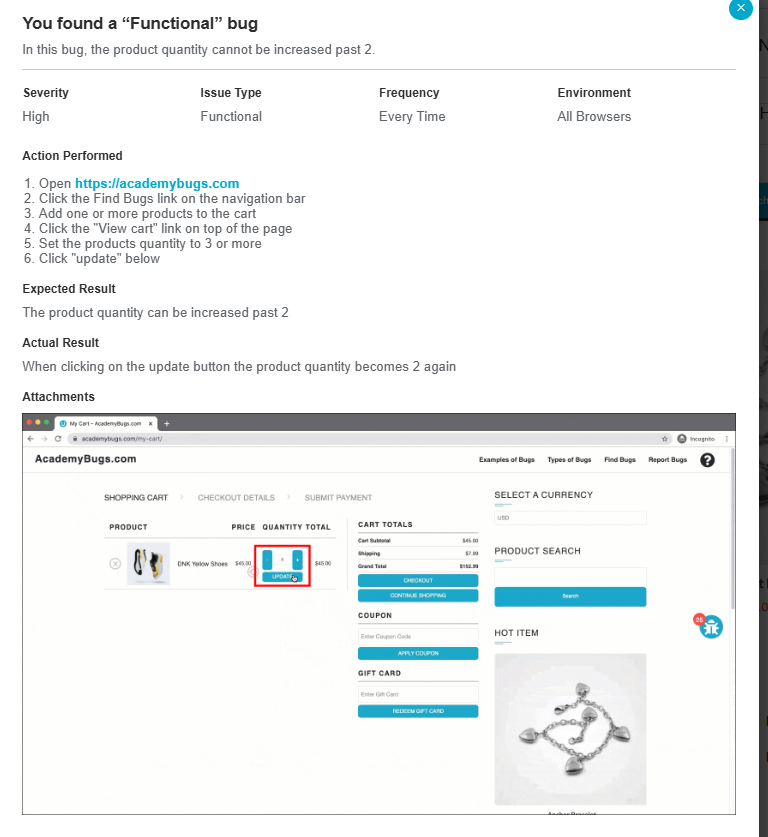 You found a “Functional” bug
In this bug, the product quantity cannot be increased past 2.
Severity Issue Type Frequency Environment
High Functional Every Time All Browsers
Action Performed
1. Open https://academybugs.com
2. Click the Find Bugs link on the navigation bar
3. Add one or more products to the cart
4. Click the "View cart" link on top of the page
5. Set the products quantity to 3 or more
6. Click "update" below
Expected Result
The product quantity can be increased past 2
Actual Result
When clicking on the update button the product quantity becomes 2 again
Attachments
My Cart – AcademyBugs.com
academybugs.com/my-cart/
Incognito
AcademyBugs.com
Examples of Bugs Types of Bugs Find Bugs Report Bugs
SHOPPING CART CHECKOUT DETAILS SUBMIT PAYMENT
PRODUCT PRICE QUANTITY TOTAL
DNK Yellow Shoes $45.00 $45.00
UPDATE
CART TOTALS
Cart Subtotal $45.00
Shipping
Grand Total $152.99
CHECKOUT
CONTINUE SHOPPING
COUPON
Enter Coupon Code
APPLY COUPON
GIFT CARD
Enter Gift Card
REDEEM GIFT CARD
SELECT A CURRENCY
USD
PRODUCT SEARCH
Search
HOT ITEM
25